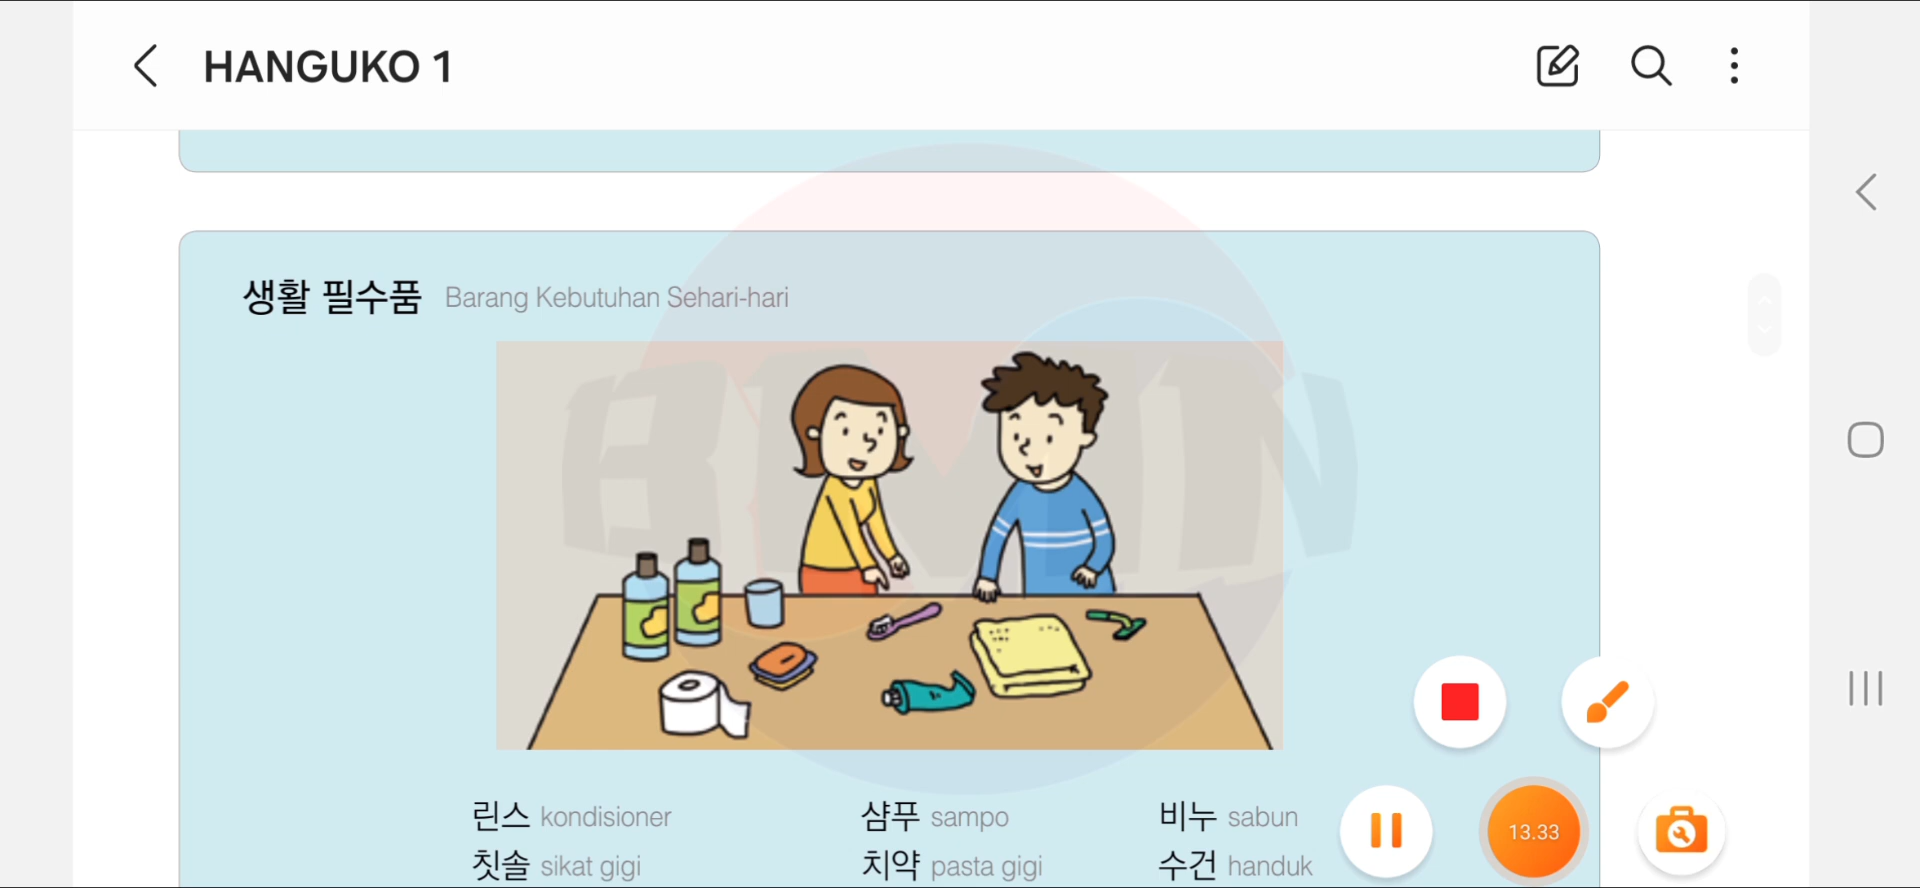 HANGUKO 1
생활 필수품 Barang Kebutuhan Sehari-hari
BMN
린스 kondisioner 샴푸 sampo 비누 sabun
칫솔 sikat gigi 치약 pasta gigi 수건 handuk
13.33